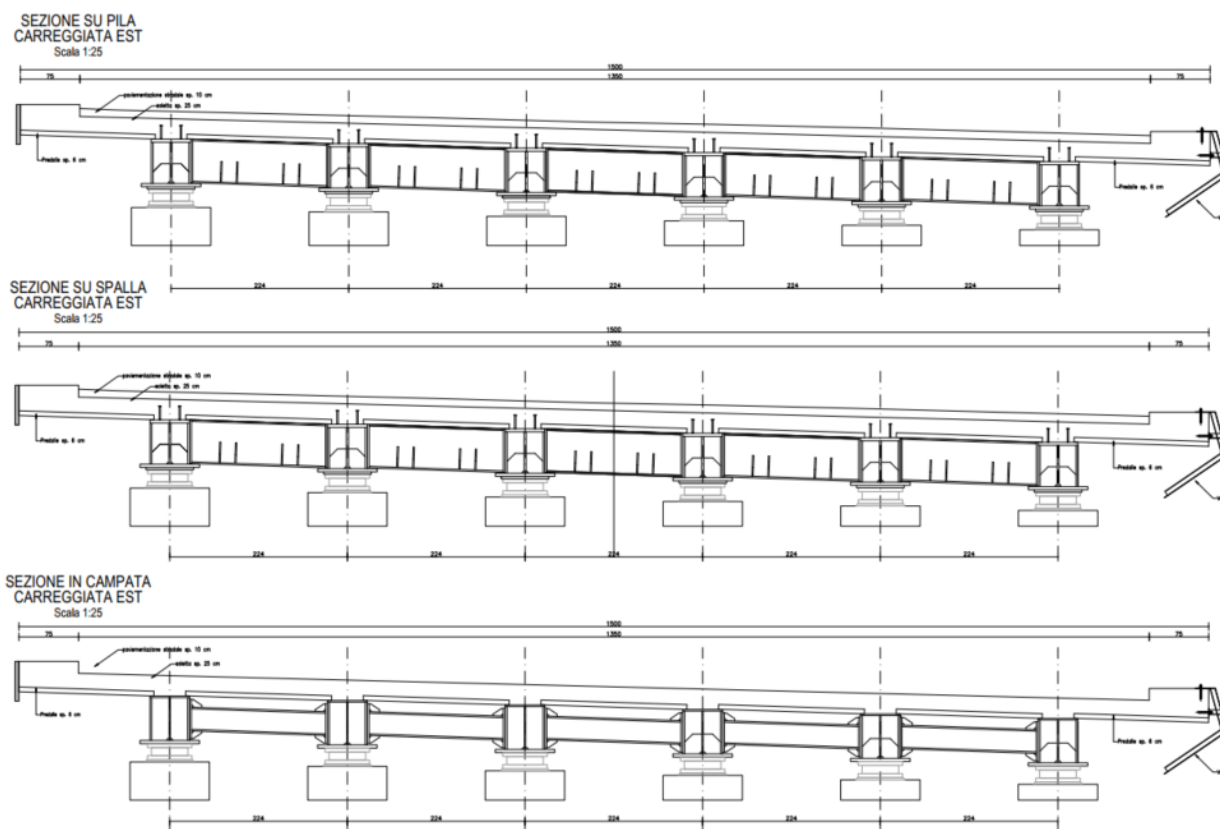 SEZIONE SU PILA
CARREGGIATA EST
Scala 1:25
1500
75 1350 75
pavimentazione stradale sp. 10 cm
soletta sp. 25 cm
Predalle sp. 6 cm
Predalle sp. 6 cm
224 224 224 224 224
SEZIONE SU SPALLA
CARREGGIATA EST
Scala 1:25
1500
75 1350 75
pavimentazione stradale sp. 10 cm
soletta sp. 25 cm
Predalle sp. 6 cm
Predalle sp. 6 cm
224 224 224 224 224
SEZIONE IN CAMPATA
CARREGGIATA EST
Scala 1:25
1500
75 1350 75
pavimentazione stradale sp. 10 cm
soletta sp. 25 cm
Predalle sp. 6 cm
Predalle sp. 6 cm
224 224 224 224 224